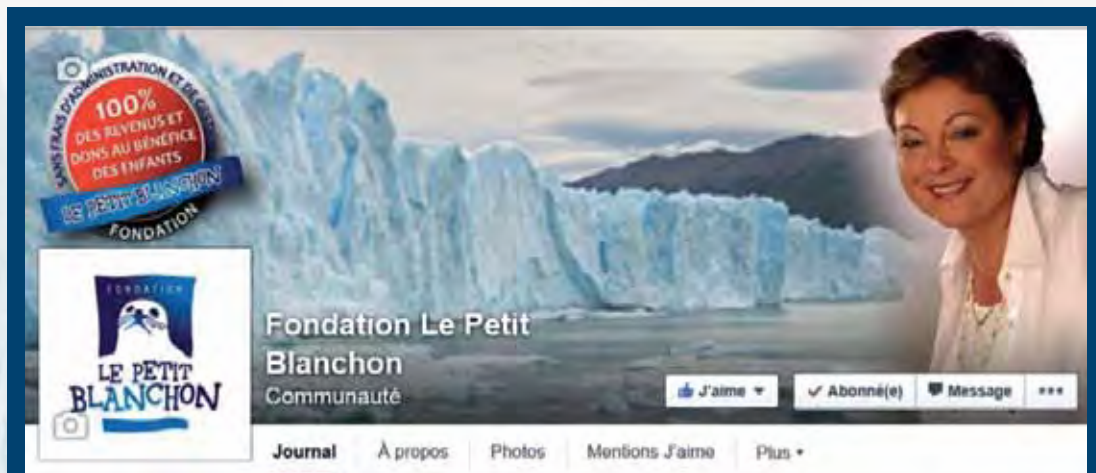 SANS FRAIS D'ADMINISTRATION ET DE GESTION
100%
DES REVENUS ET
DONS AU BÉNÉFICE
DES ENFANTS
LE PETIT BLANCHON
FONDATION
FONDATION
LE PETIT
BLANCHON
Fondation Le Petit
Blanchon
Communauté
J'aime
Abonné(e)
Message
Journal
À propos
Photos
Mentions J'aime
Plus